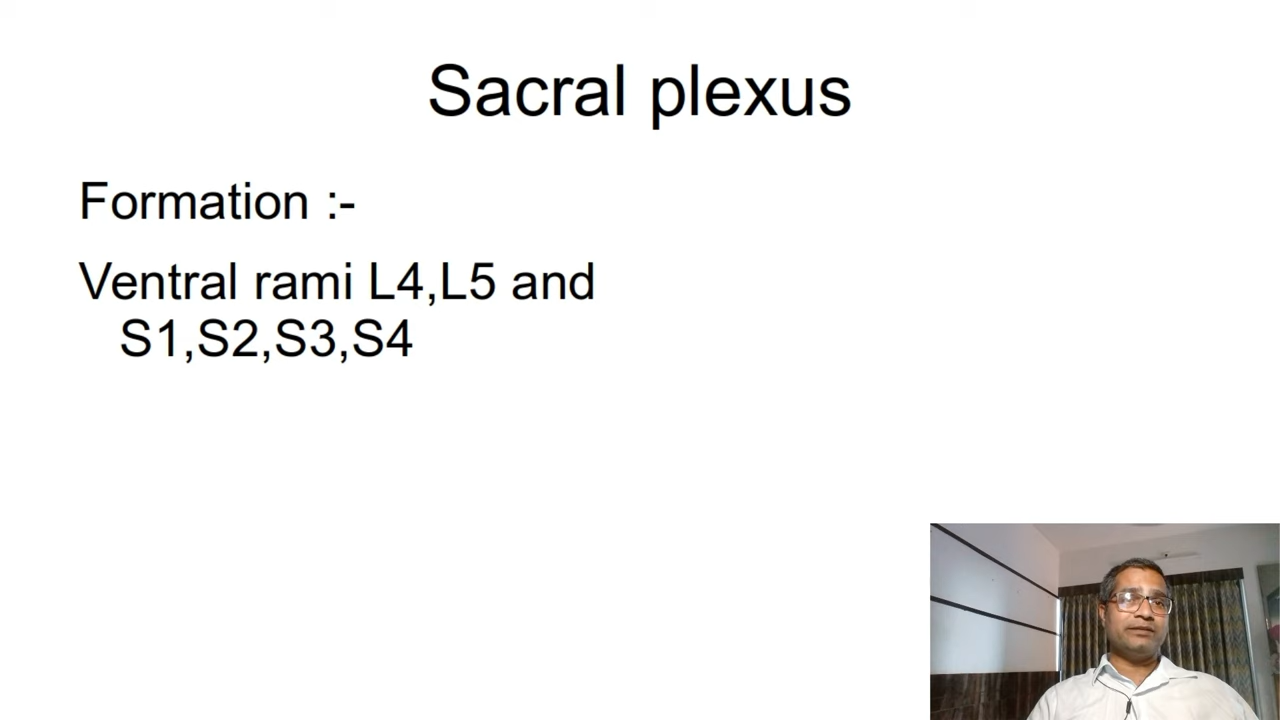 Sacral plexus
Formation :-
Ventral rami L4,L5 and
S1,S2,S3,S4